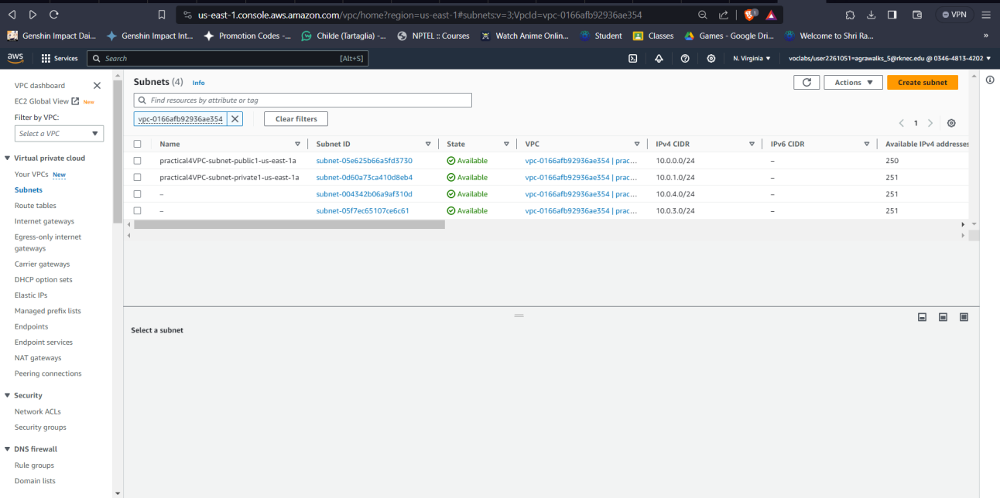 us-east-1.console.aws.amazon.com/vpc/home?region=us-east-1#subnets:v=3;VpcId=vpc-0166afb92936ae354
1
VPN
Genshin Impact Dai...
Genshin Impact Int...
Promotion Codes -...
Childe (Tartaglia) -...
NPTEL :: Courses
Watch Anime Onlin...
Student
Classes
Games - Google Dri...
Welcome to Shri Ra...
»
aws
Services
Search
[Alt+S]
N. Virginia
voclabs/user2261051=agrawalks_5@rknec.edu @ 0346-4813-4202
VPC dashboard
EC2 Global View New
Filter by VPC:
Select a VPC
Virtual private cloud
Your VPCs New
Subnets
Route tables
Internet gateways
Egress-only internet
gateways
Carrier gateways
DHCP option sets
Elastic IPs
Managed prefix lists
Endpoints
Endpoint services
NAT gateways
Peering connections
Security
Network ACLs
Security groups
DNS firewall
Rule groups
Domain lists
Subnets (4) Info
Actions
Create subnet
Find resources by attribute or tag
vpc-0166afb92936ae354
Clear filters
1
Name Subnet ID State VPC IPv4 CIDR IPv6 CIDR Available IPv4 addresses
practical4VPC-subnet-public1-us-east-1a subnet-05e625b66a5fd3730 Available vpc-0166afb92936ae354 | prac... 10.0.0.0/24 – 250
practical4VPC-subnet-private1-us-east-1a subnet-0d60a73ca410d8eb4 Available vpc-0166afb92936ae354 | prac... 10.0.1.0/24 – 251
– subnet-004342b06a9af310d Available vpc-0166afb92936ae354 | prac... 10.0.4.0/24 – 251
– subnet-05f7ec65107ce6c61 Available vpc-0166afb92936ae354 | prac... 10.0.3.0/24 – 251
Select a subnet